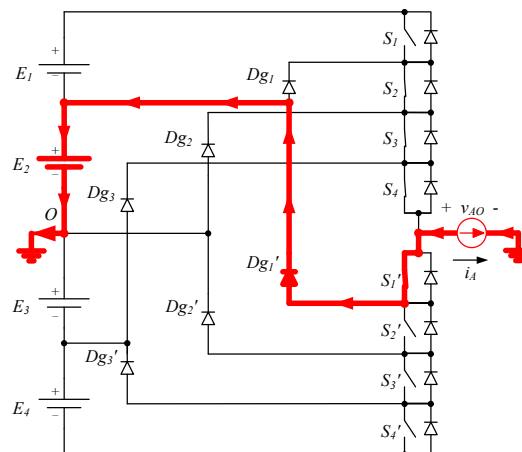 S1
+
E1
−
Dg1
S2
+
Dg2
S3
E2
−
Dg3
S4
O
+ vAO -
Dg1'
iA
S1'
+
E3
−
Dg2'
S2'
Dg3'
+
S3'
E4
−
S4'